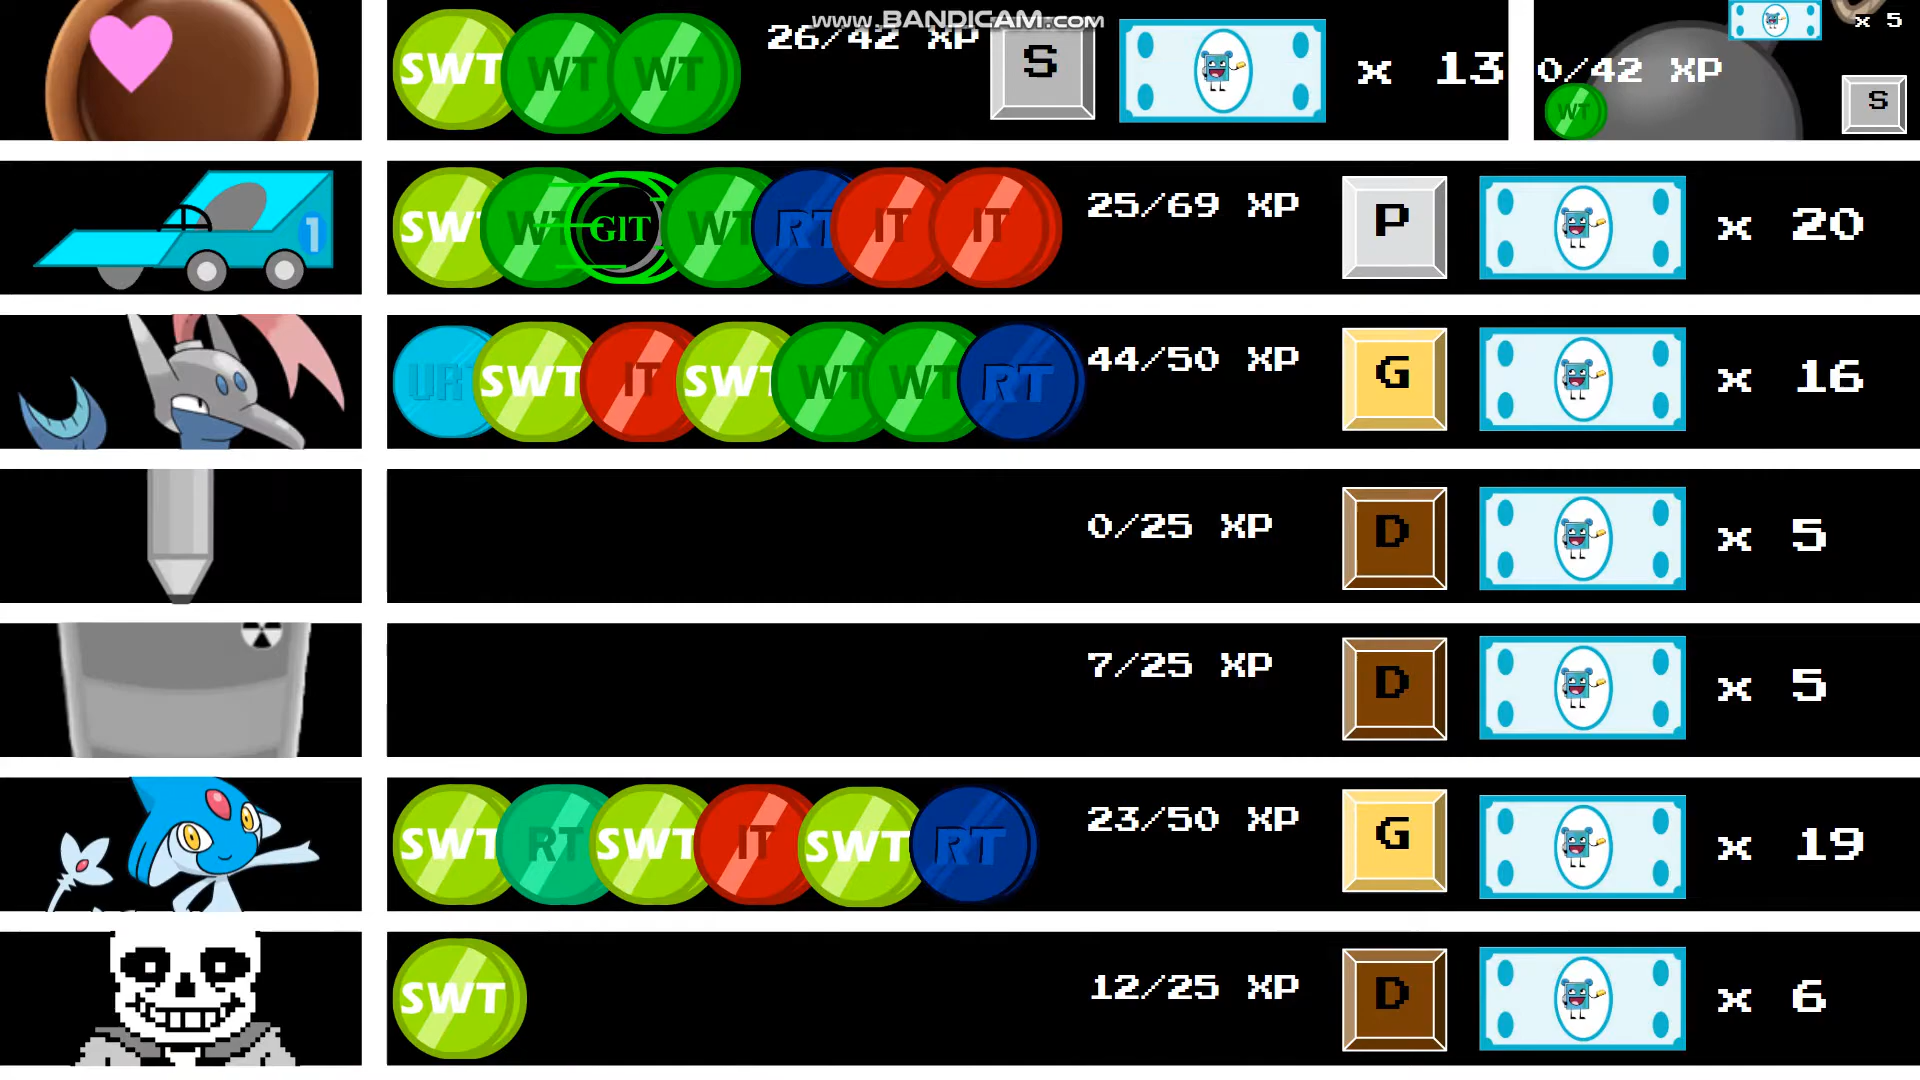 www.BANDICAM.com
SWT WT WT 26/42 XP S x 13 0/42 XP WT x 5 S
1 SWT WT GIT WT RT IT IT 25/69 XP P x 20
SWT IT SWT WT WT RT 44/50 XP G x 16
0/25 XP D x 5
7/25 XP D x 5
SWT RT SWT IT SWT RT 23/50 XP G x 19
SWT 12/25 XP D x 6